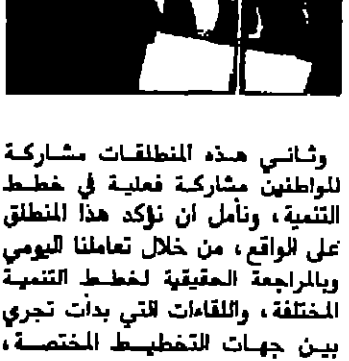 وثاني هذه المنطلقات مشاركة
المواطنين مشاركة فعلية في خطط
التنمية ، ونأمل ان نؤكد هذا المنطلق
على الواقع ، من خلال تعاملنا اليومي
وبالمراجعة الحقيقية لخطط التنمية
المختلفة ، واللقاءات التي بدأت تجري
بين جهات التخطيط المختصة ،